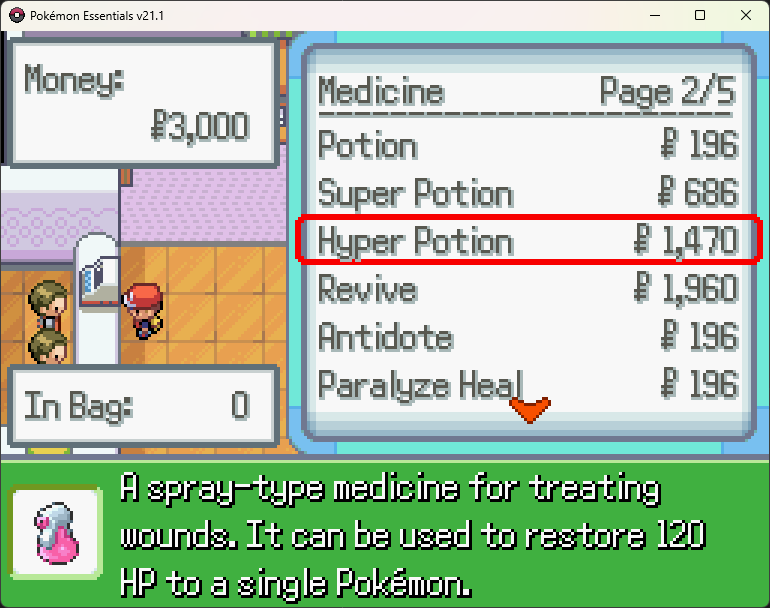 Pokémon Essentials v21.1
Money:
₽3,000
Medicine Page 2/5
Potion ₽ 196
Super Potion ₽ 686
Hyper Potion ₽ 1,470
Revive ₽ 1,960
Antidote ₽ 196
Paralyze Heal ₽ 196
In Bag: 0
A spray-type medicine for treating
wounds. It can be used to restore 120
HP to a single Pokémon.